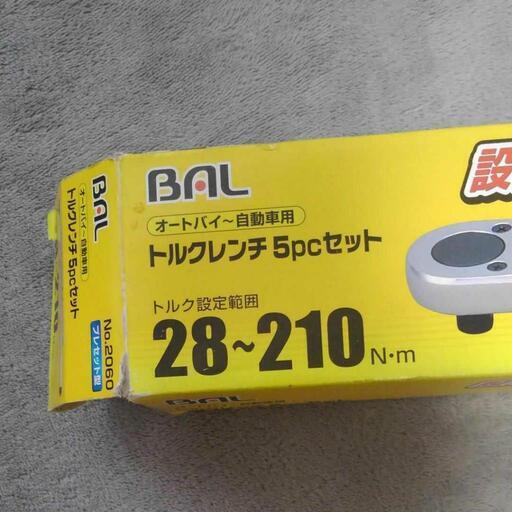 BAL
オートバイ～自動車用
トルクレンチ 5pcセット
トルク設定範囲
28～210 N・m
設
BAL
オートバイ～自動車用
トルクレンチ 5pcセット
No.2060
プレセット型
BAL